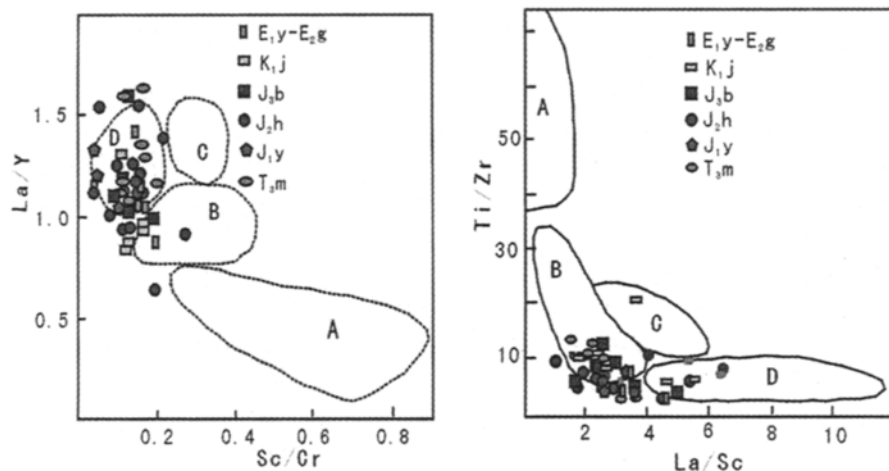 E₁y-E₂g
K₁j
J₃b
J₂h
J₁y
T₃m
1.5
1.0
0.5
La/Y
D
C
B
A
0.2
0.4
0.6
0.8
Sc/Cr
E₁y-E₂g
K₁j
J₃b
J₂h
J₁y
T₃m
50
30
10
Ti/Zr
A
B
C
D
2
4
6
8
10
La/Sc